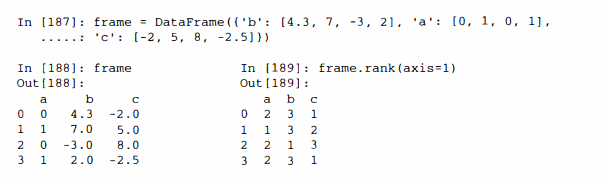 In [187]: frame = DataFrame({'b': [4.3, 7, -3, 2], 'a': [0, 1, 0, 1],
.....: 'c': [-2, 5, 8, -2.5]})
In [188]: frame In [189]: frame.rank(axis=1)
Out[188]: Out[189]:
a b c a b c
0 0 4.3 -2.0 0 2 3 1
1 1 7.0 5.0 1 1 3 2
2 0 -3.0 8.0 2 2 1 3
3 1 2.0 -2.5 3 2 3 1